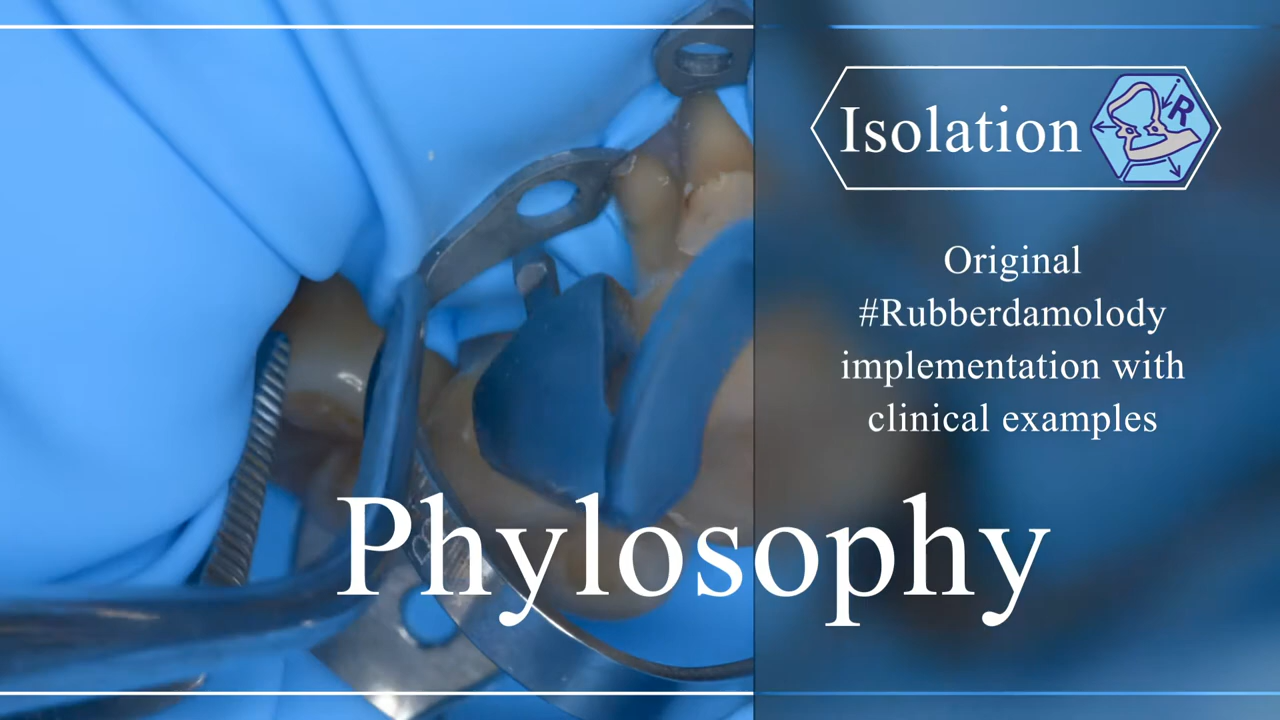 Isolation
R
Original
#Rubberdamolody
implementation with
clinical examples
Phylosophy